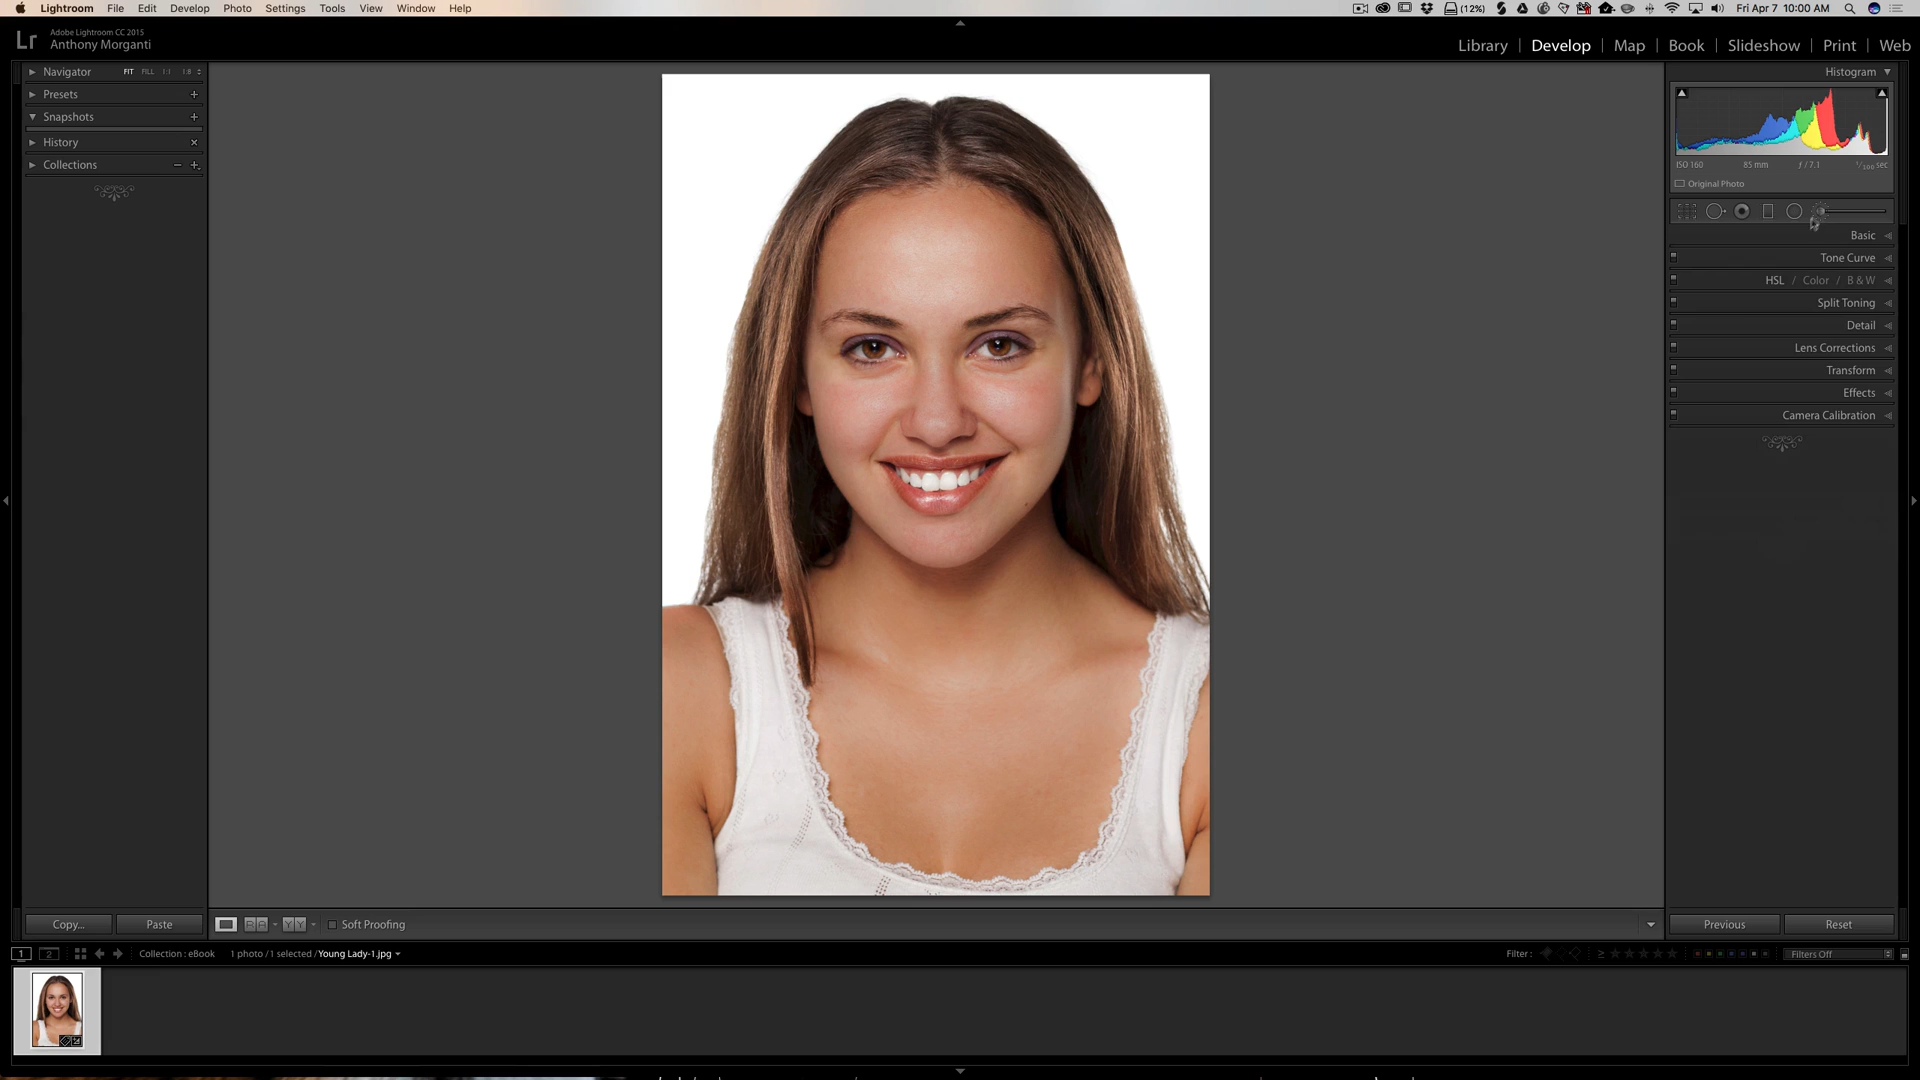 Lightroom File Edit Develop Photo Settings Tools View Window Help
(12%) Fri Apr 7 10:00 AM
Lr Adobe Lightroom CC 2015
Anthony Morganti
Library | Develop | Map | Book | Slideshow | Print | Web
Navigator FIT FILL 1:1 1:8
Presets +
Snapshots +
History ×
Collections − +
Histogram
ISO 160 85 mm ƒ / 7.1 1/100 sec
Original Photo
Basic
Tone Curve
HSL / Color / B & W
Split Toning
Detail
Lens Corrections
Transform
Effects
Camera Calibration
Copy... Paste
Soft Proofing
Previous Reset
1 2 Collection : eBook 1 photo / 1 selected / Young Lady-1.jpg
Filter : Filters Off